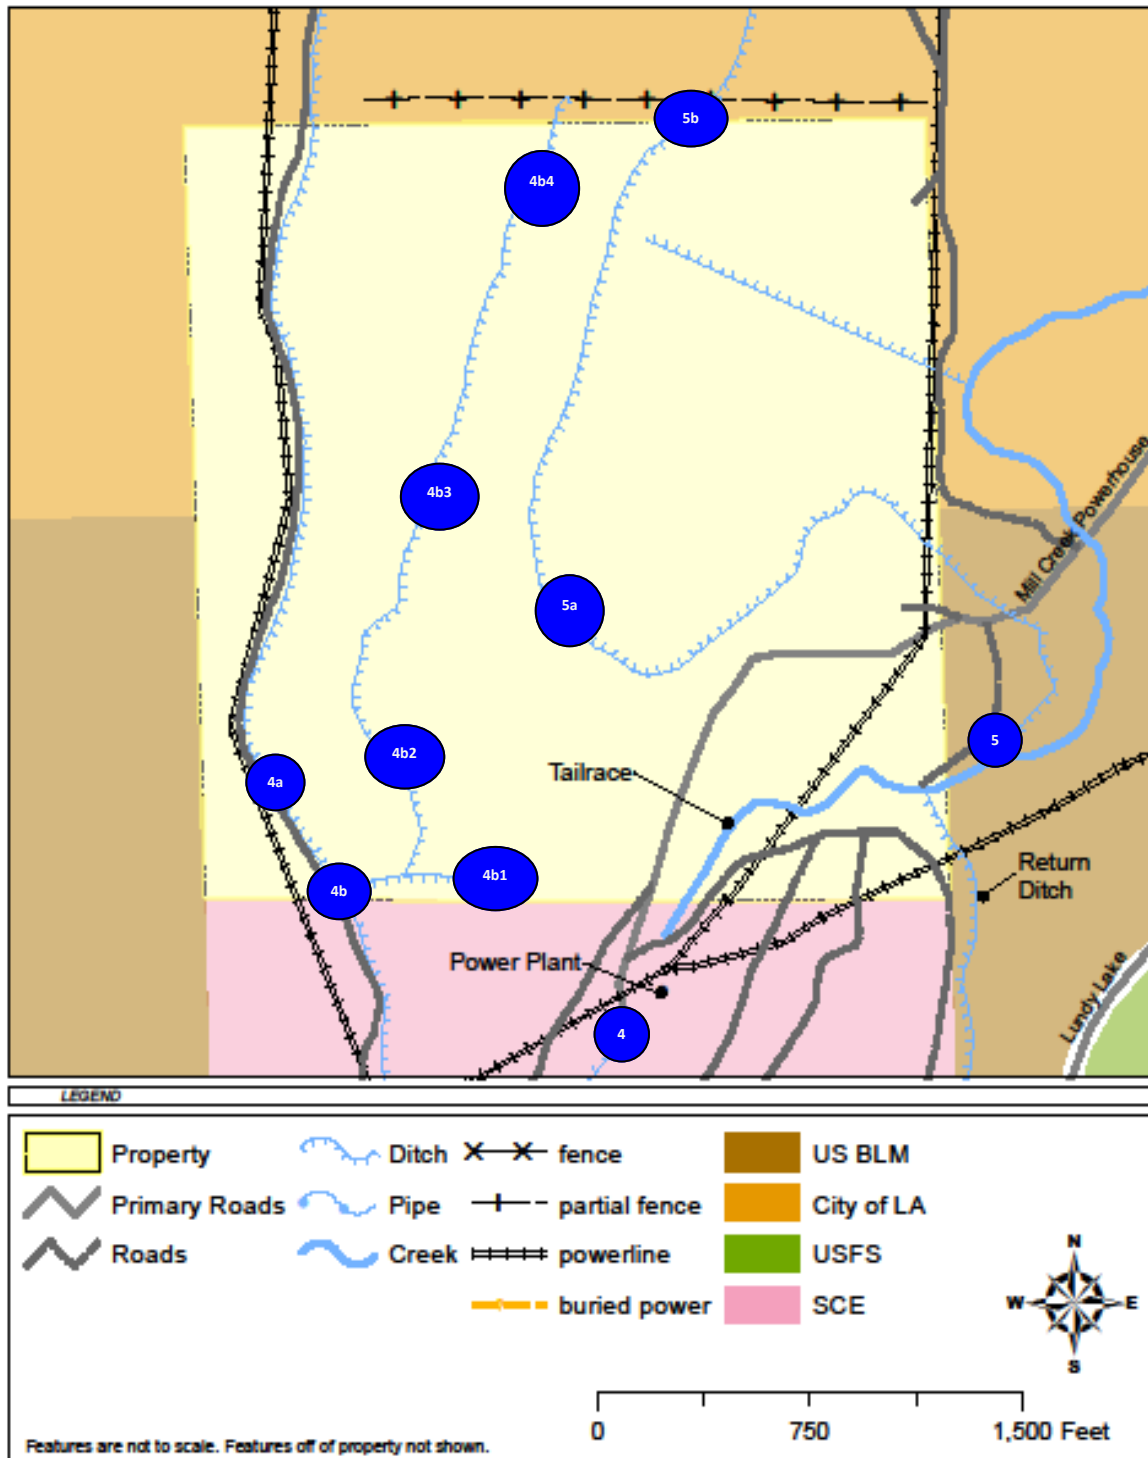 5b
4b4
4b3
Mill Creek Powerhouse
5a
4b2
5
4a
Tailrace
4b1
4b
Return
Ditch
Power Plant
Lundy Lake
4
LEGEND
Property
Ditch
fence
US BLM
Primary Roads
Pipe
partial fence
City of LA
Roads
Creek
powerline
USFS
buried power
SCE
N
W
E
S
0
750
1,500 Feet
Features are not to scale. Features off of property not shown.